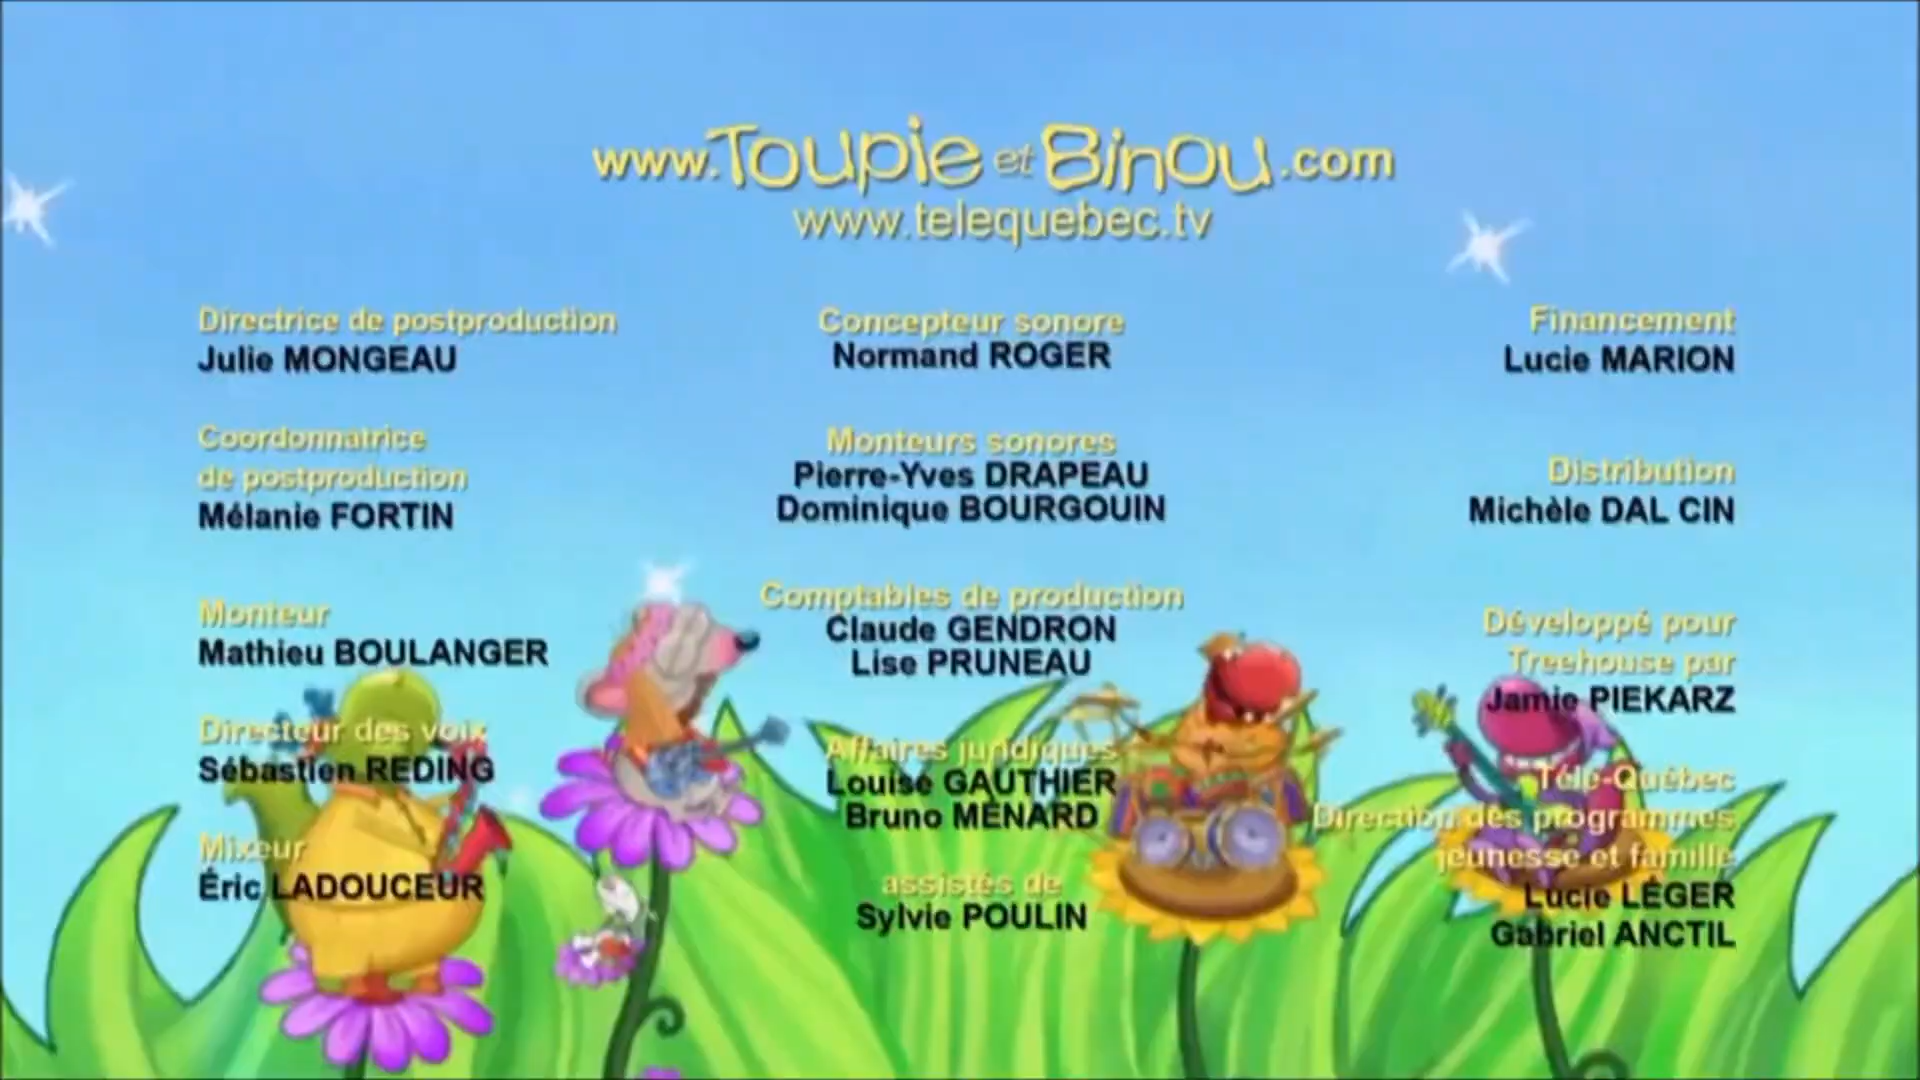 www.Toupie et Binou.com
www.telequebec.tv
Directrice de postproduction
Julie MONGEAU
Coordonnatrice
de postproduction
Mélanie FORTIN
Monteur
Mathieu BOULANGER
Directeur des voix
Sébastien REDING
Mixeur
Éric LADOUCEUR
Concepteur sonore
Normand ROGER
Monteurs sonores
Pierre-Yves DRAPEAU
Dominique BOURGOUIN
Comptables de production
Claude GENDRON
Lise PRUNEAU
Affaires juridiques
Louise GAUTHIER
Bruno MÉNARD
assistés de
Sylvie POULIN
Financement
Lucie MARION
Distribution
Michèle DAL CIN
Développé pour
Treehouse par
Jamie PIEKARZ
Télé-Québec
Direction des programmes
jeunesse et famille
Lucie LÉGER
Gabriel ANCTIL